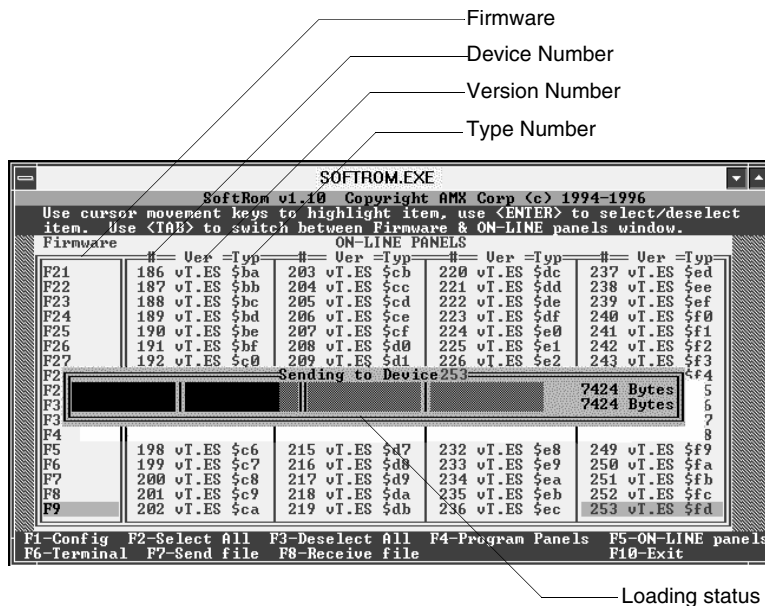 Firmware
Device Number
Version Number
Type Number
SOFTROM.EXE
SoftRom v1.10 Copyright AMX Corp (c) 1994-1996
Use cursor movement keys to highlight item, use <ENTER> to select/deselect
item. Use <TAB> to switch between Firmware & ON-LINE panels window.
Firmware ON-LINE PANELS
#= Ver =Typ #= Ver =Typ #= Ver =Typ #= Ver =Typ
F21 186 vT.ES $ba 203 vT.ES $cb 220 vT.ES $dc 237 vT.ES $ed
F22 187 vT.ES $bb 204 vT.ES $cc 221 vT.ES $dd 238 vT.ES $ee
F23 188 vT.ES $bc 205 vT.ES $cd 222 vT.ES $de 239 vT.ES $ef
F24 189 vT.ES $bd 206 vT.ES $ce 223 vT.ES $df 240 vT.ES $f0
F25 190 vT.ES $be 207 vT.ES $cf 224 vT.ES $e0 241 vT.ES $f1
F26 191 vT.ES $bf 208 vT.ES $d0 225 vT.ES $e1 242 vT.ES $f2
F27 192 vT.ES $c0 209 vT.ES $d1 226 vT.ES $e2 243 vT.ES $f3
F2 Sending to Device253 $f4
F2 7424 Bytes 5
F3 7424 Bytes 6
F3 7
F4 8
F5 198 vT.ES $c6 215 vT.ES $d7 232 vT.ES $e8 249 vT.ES $f9
F6 199 vT.ES $c7 216 vT.ES $d8 233 vT.ES $e9 250 vT.ES $fa
F7 200 vT.ES $c8 217 vT.ES $d9 234 vT.ES $ea 251 vT.ES $fb
F8 201 vT.ES $c9 218 vT.ES $da 235 vT.ES $eb 252 vT.ES $fc
F9 202 vT.ES $ca 219 vT.ES $db 236 vT.ES $ec 253 vT.ES $fd
F1-Config F2-Select All F3-Deselect All F4-Program Panels F5-ON-LINE panels
F6-Terminal F7-Send file F8-Receive file F10-Exit
Loading status